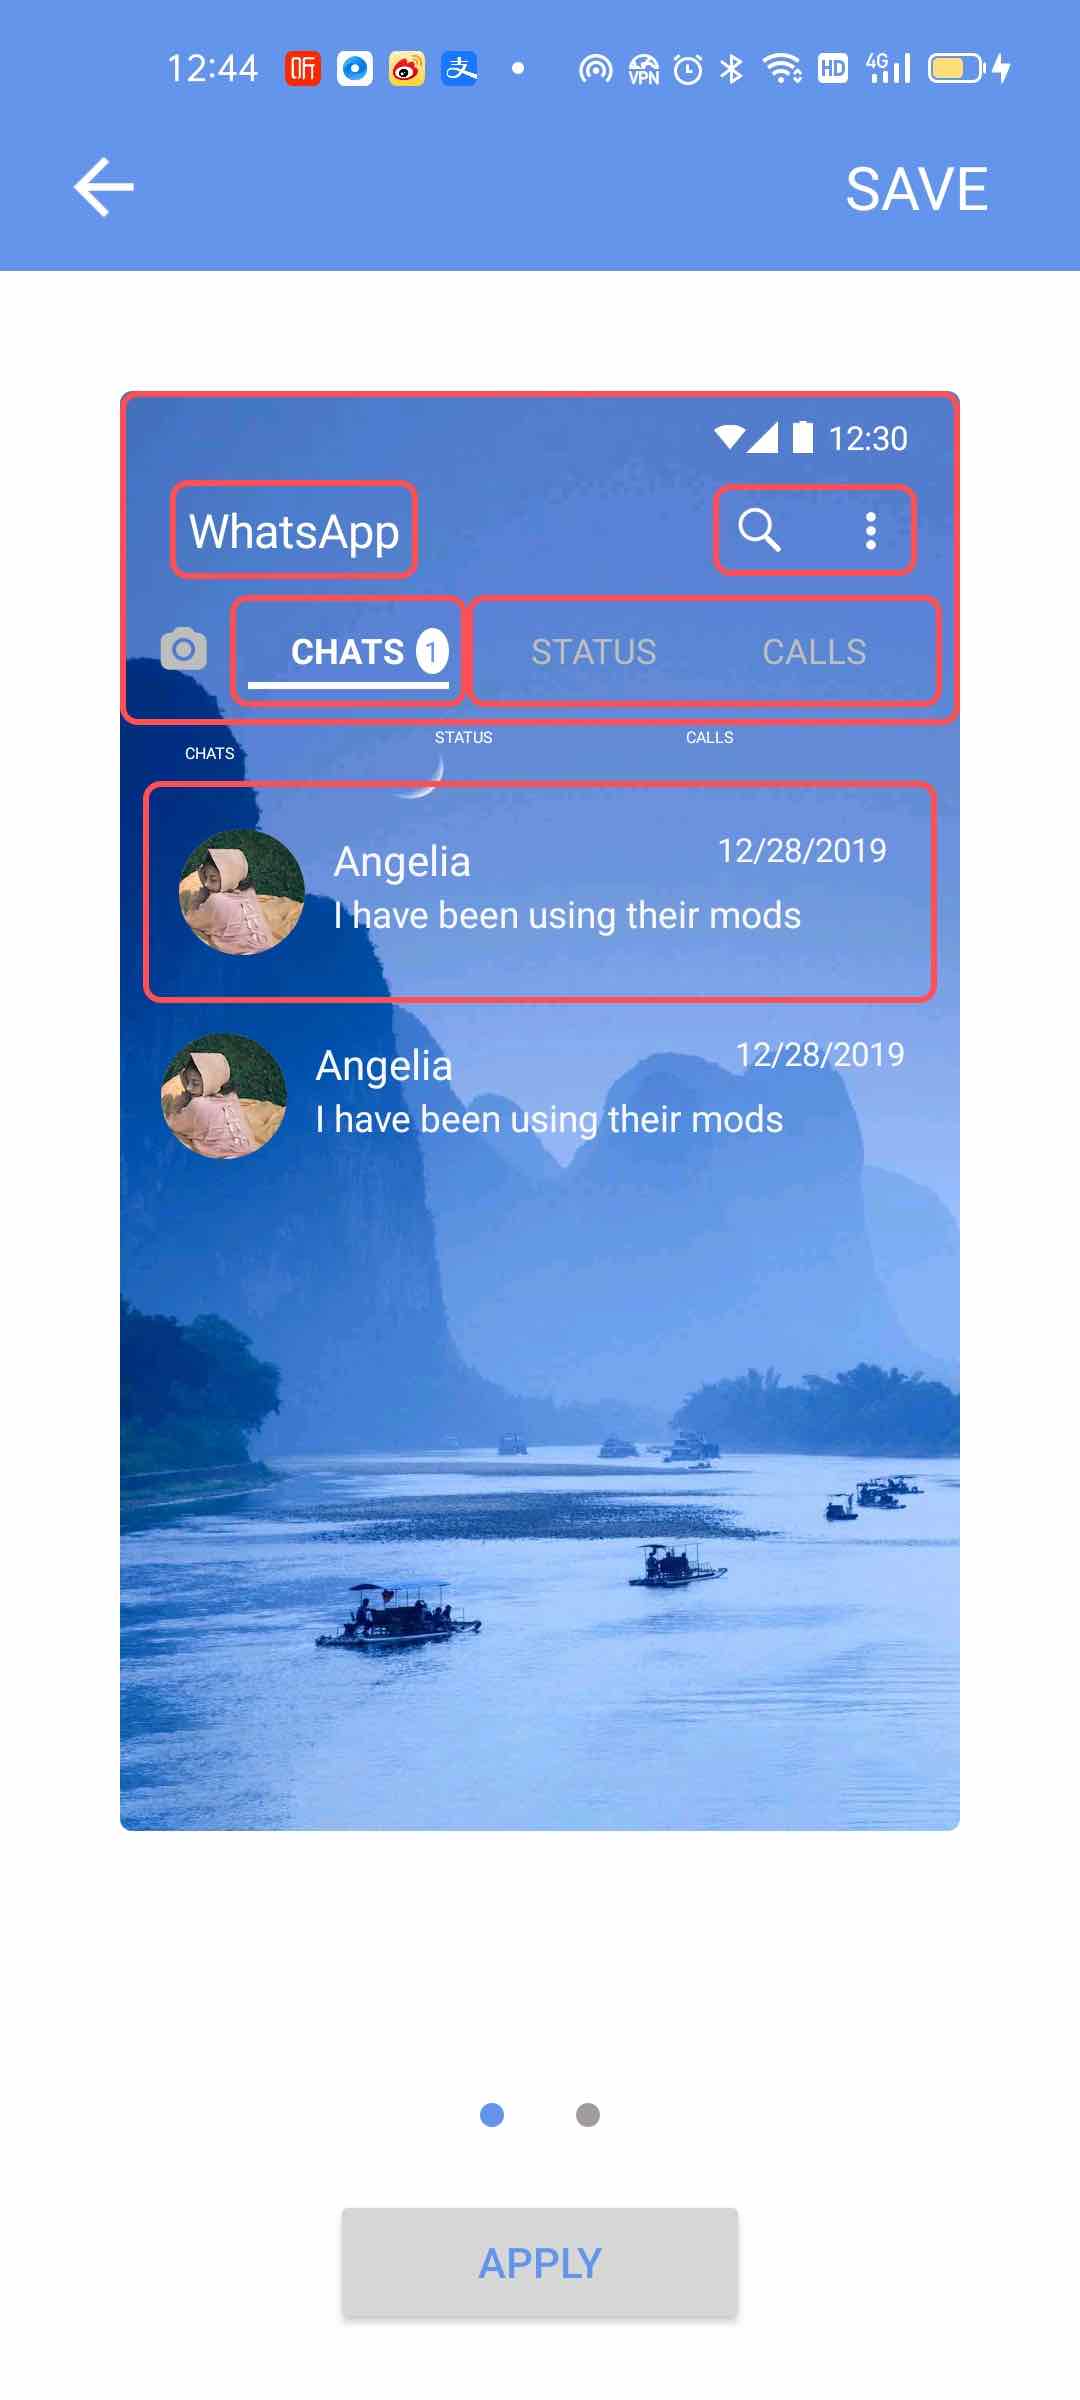 12:44 听 支 VPN HD 4G
SAVE
12:30
WhatsApp
CHATS 1 STATUS CALLS
CHATS STATUS CALLS
Angelia 12/28/2019
I have been using their mods
Angelia 12/28/2019
I have been using their mods
APPLY